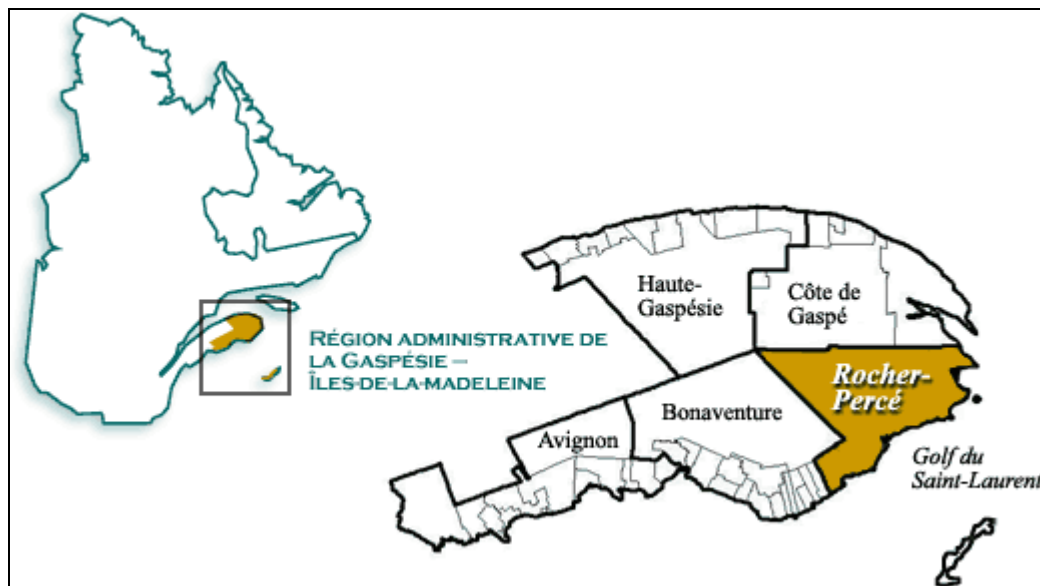 RÉGION ADMINISTRATIVE DE
LA GASPÉSIE –
ÎLES-DE-LA-MADELEINE
Haute-
Gaspésie
Côte de
Gaspé
Rocher-
Percé
Bonaventure
Avignon
Golf du
Saint-Laurent